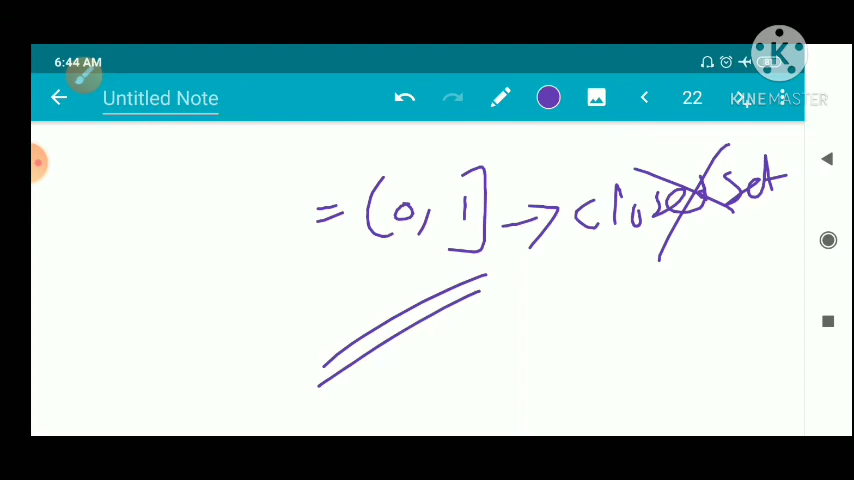 6:44 AM
KINEMASTER
Untitled Note
22
= (0, 1] → closed set